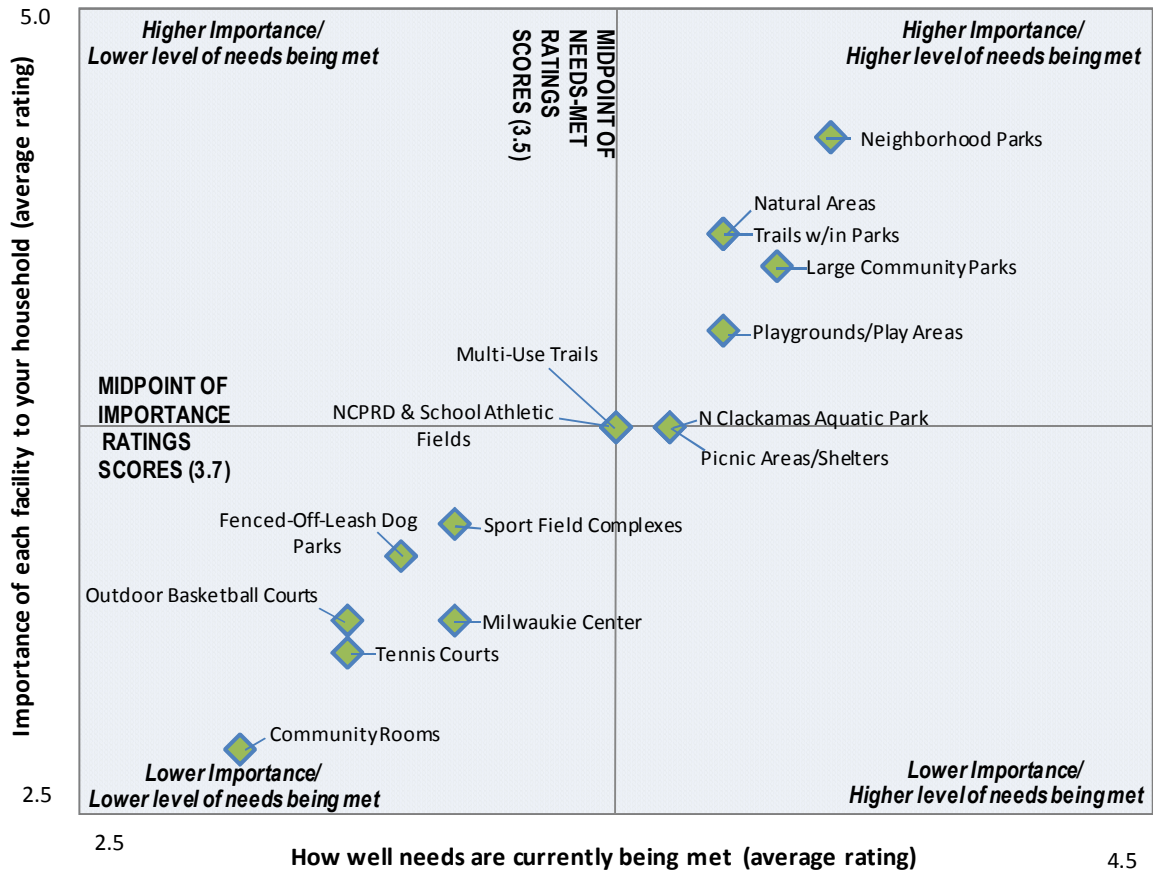 5.0
Higher Importance/
Lower level of needs being met
MIDPOINT OF
NEEDS-MET
RATINGS
SCORES (3.5)
Higher Importance/
Higher level of needs being met
Importance of each facility to your household (average rating)
Neighborhood Parks
Natural Areas
Trails w/in Parks
Large Community Parks
Playgrounds/Play Areas
Multi-Use Trails
MIDPOINT OF
IMPORTANCE
RATINGS
SCORES (3.7)
NCPRD & School Athletic
Fields
N Clackamas Aquatic Park
Picnic Areas/Shelters
Fenced-Off-Leash Dog
Parks
Sport Field Complexes
Outdoor Basketball Courts
Milwaukie Center
Tennis Courts
Community Rooms
Lower Importance/
Lower level of needs being met
Lower Importance/
Higher level of needs being met
2.5
2.5
How well needs are currently being met (average rating)
4.5